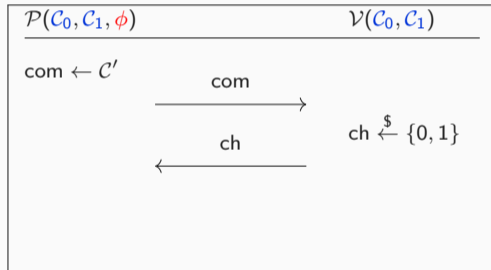 𝒫(𝒞₀, 𝒞₁, ϕ) 𝒱(𝒞₀, 𝒞₁)
com ← 𝒞′
com
ch
ch ←$ {0, 1}